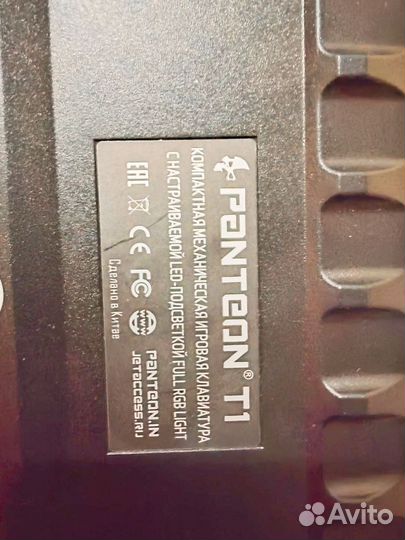 PANTEON® T1
КОМПАКТНАЯ МЕХАНИЧЕСКАЯ ИГРОВАЯ КЛАВИАТУРА
С НАСТРАИВАЕМОЙ LED-ПОДСВЕТКОЙ FULL RGB LIGHT
EAC CE FC WWW PANTEON.IN
JETACCESS.RU
Сделано в Китае
Avito